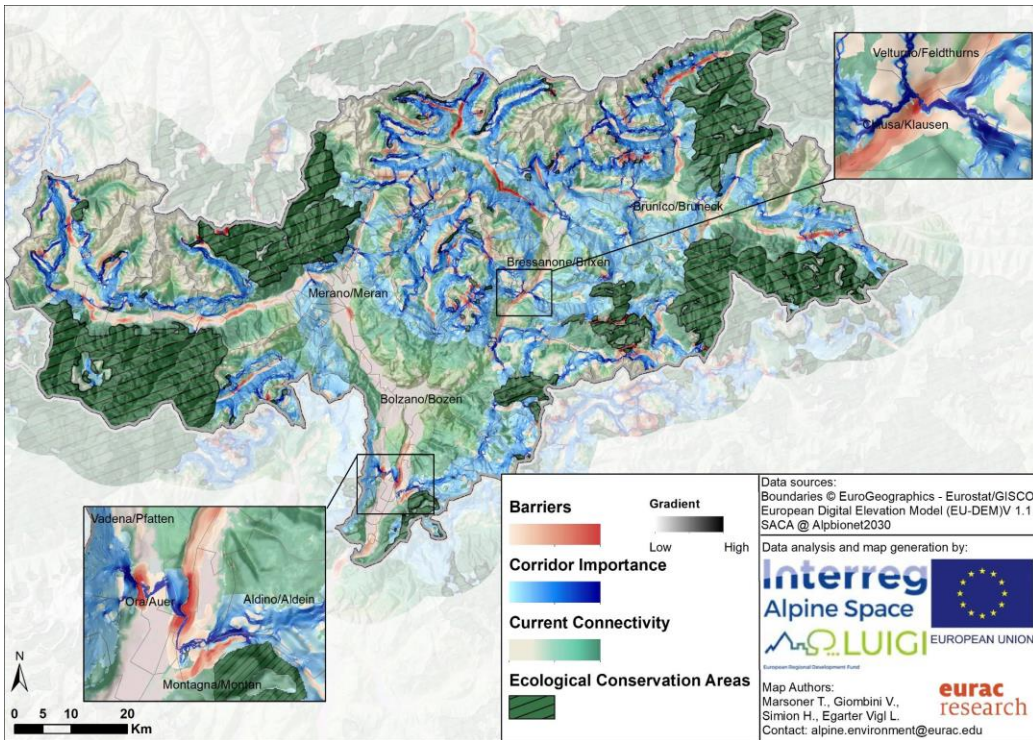 Velturno/Feldthurns
Chiusa/Klausen
Brunico/Bruneck
Bressanone/Brixen
Merano/Meran
Bolzano/Bozen
Vadena/Pfatten
Ora/Auer
Aldino/Aldein
Montagna/Montan
N
0 5 10 20
Km
Barriers
Gradient
Low High
Corridor Importance
Current Connectivity
Ecological Conservation Areas
Data sources:
Boundaries © EuroGeographics - Eurostat/GISCO
European Digital Elevation Model (EU-DEM)V 1.1
SACA @ Alpbionet2030
Data analysis and map generation by:
Interreg
Alpine Space
LUIGI
EUROPEAN UNION
European Regional Development Fund
Map Authors:
Marsoner T., Giombini V.,
Simion H., Egarter Vigl L.
Contact: alpine.environment@eurac.edu
eurac
research